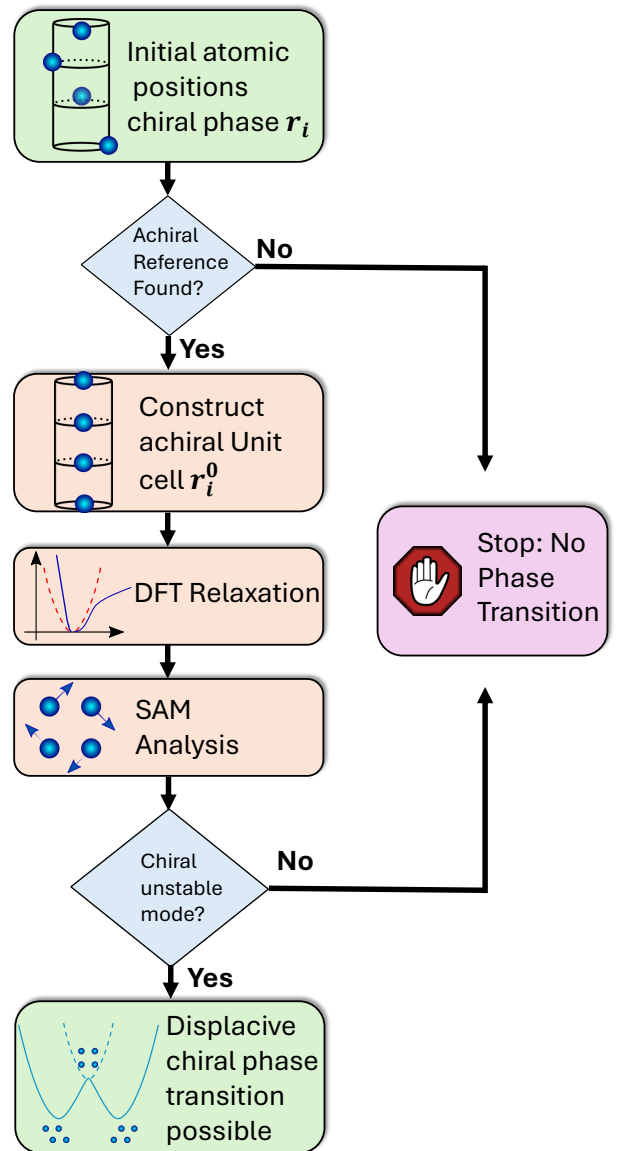 Initial atomic
positions
chiral phase r_i
Achiral
Reference
Found?
No
Yes
Construct
achiral Unit
cell r_i^0
DFT Relaxation
Stop: No
Phase
Transition
SAM
Analysis
Chiral
unstable
mode?
No
Yes
Displacive
chiral phase
transition
possible